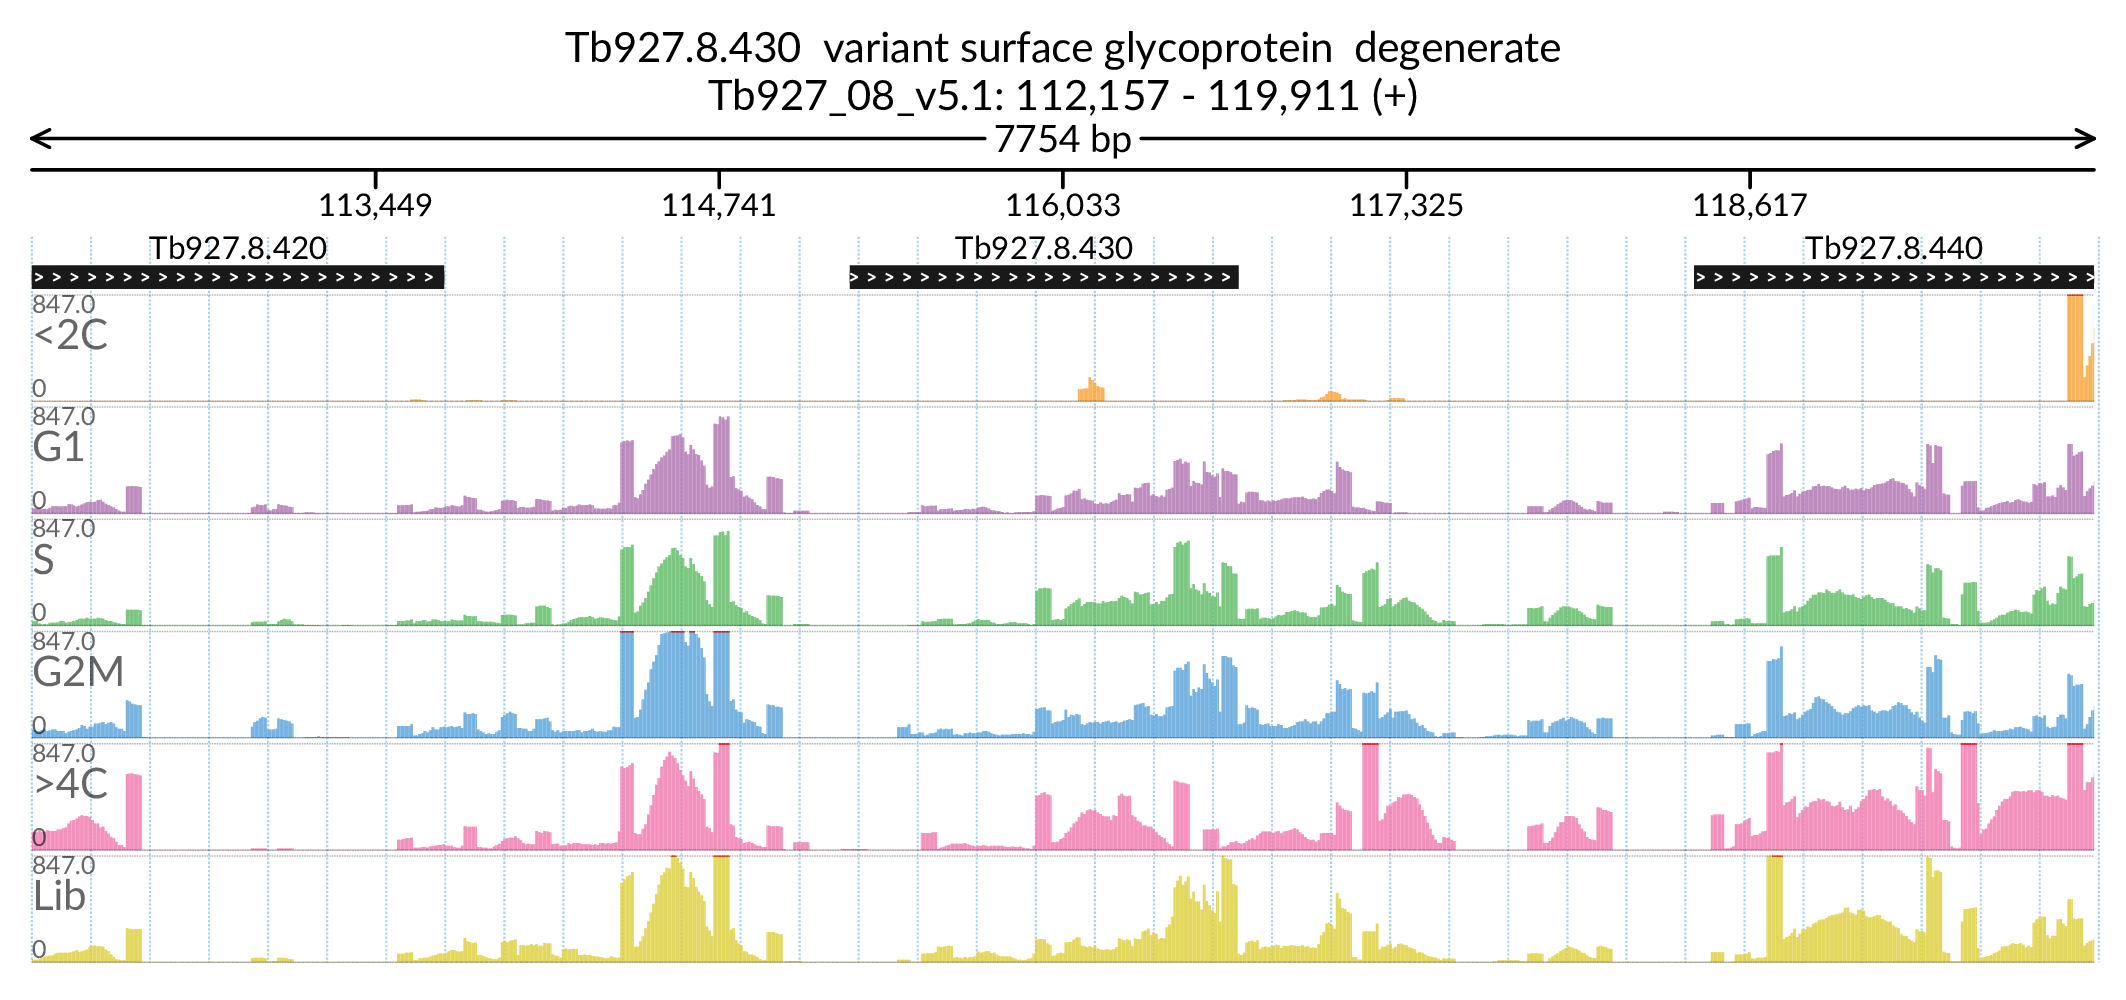 Tb927.8.430 variant surface glycoprotein degenerate
Tb927_08_v5.1: 112,157 - 119,911 (+)
7754 bp
113,449 114,741 116,033 117,325 118,617
Tb927.8.420 Tb927.8.430 Tb927.8.440
847.0
<2C
0
847.0
G1
0
847.0
S
0
847.0
G2M
0
847.0
>4C
0
847.0
Lib
0